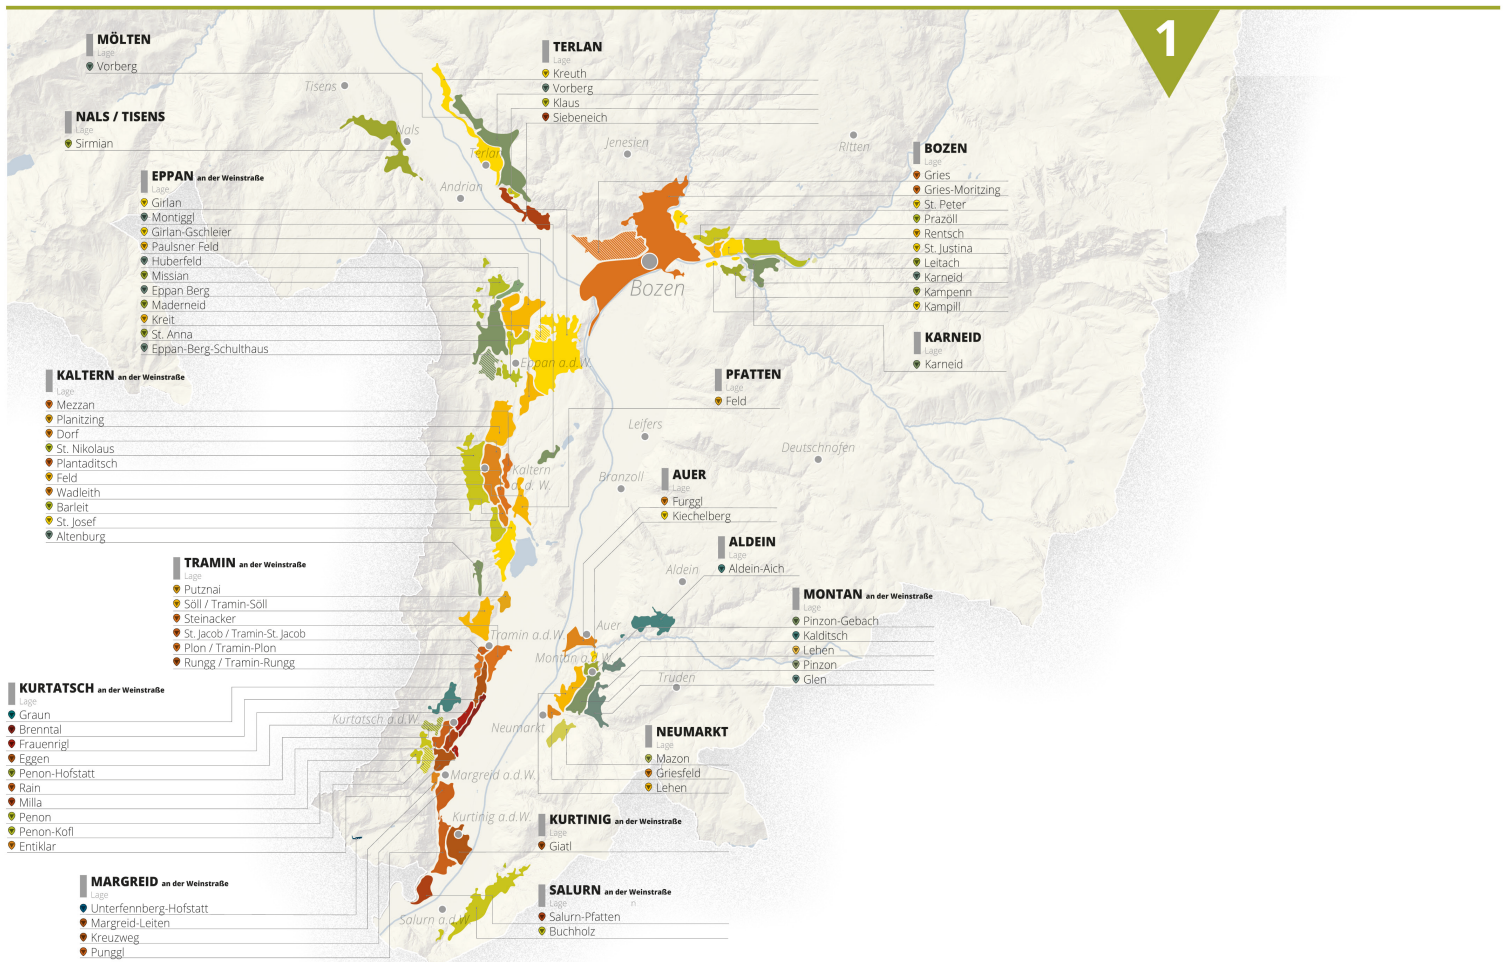 1
MÖLTEN
Lage
Vorberg
NALS / TISENS
Lage
Sirmian
EPPAN an der Weinstraße
Lage
Girlan
Montiggl
Girlan-Gschleier
Paulsner Feld
Huberfeld
Missian
Eppan Berg
Maderneid
Kreit
St. Anna
Eppan-Berg-Schulthaus
KALTERN an der Weinstraße
Lage
Mezzan
Planitzing
Dorf
St. Nikolaus
Plantaditsch
Feld
Wadleith
Barleit
St. Josef
Altenburg
TRAMIN an der Weinstraße
Lage
Putznai
Söll / Tramin-Söll
Steinacker
St. Jacob / Tramin-St. Jacob
Plon / Tramin-Plon
Rungg / Tramin-Rungg
KURTATSCH an der Weinstraße
Lage
Graun
Brenntal
Frauenrigl
Eggen
Penon-Hofstatt
Rain
Milla
Penon
Penon-Kofl
Entiklar
MARGREID an der Weinstraße
Lage
Unterfennberg-Hofstatt
Margreid-Leiten
Kreuzweg
Punggl
TERLAN
Lage
Kreuth
Vorberg
Klaus
Siebeneich
BOZEN
Lage
Gries
Gries-Moritzing
St. Peter
Prazöll
Rentsch
St. Justina
Leitach
Karneid
Kampenn
Kampill
KARNEID
Lage
Karneid
PFATTEN
Lage
Feld
AUER
Lage
Furggl
Kiechelberg
ALDEIN
Lage
Aldein-Aich
MONTAN an der Weinstraße
Lage
Pinzon-Gebach
Kalditsch
Lehen
Pinzon
Glen
NEUMARKT
Lage
Mazon
Griesfeld
Lehen
KURTINIG an der Weinstraße
Lage
Giatl
SALURN an der Weinstraße
Lage n
Salurn-Pfatten
Buchholz
Tisens
Nals
Terlan
Andrian
Jenesien
Ritten
Bozen
Eppan a.d.W.
Leifers
Deutschnofen
Kaltern
a. d. W.
Branzoll
Aldein
Auer
Tramin a.d.W.
Montan a.d.W.
Truden
Kurtatsch a.d.W.
Neumarkt
Margreid a.d.W.
Kurtinig a.d.W.
Salurn a.d.W.